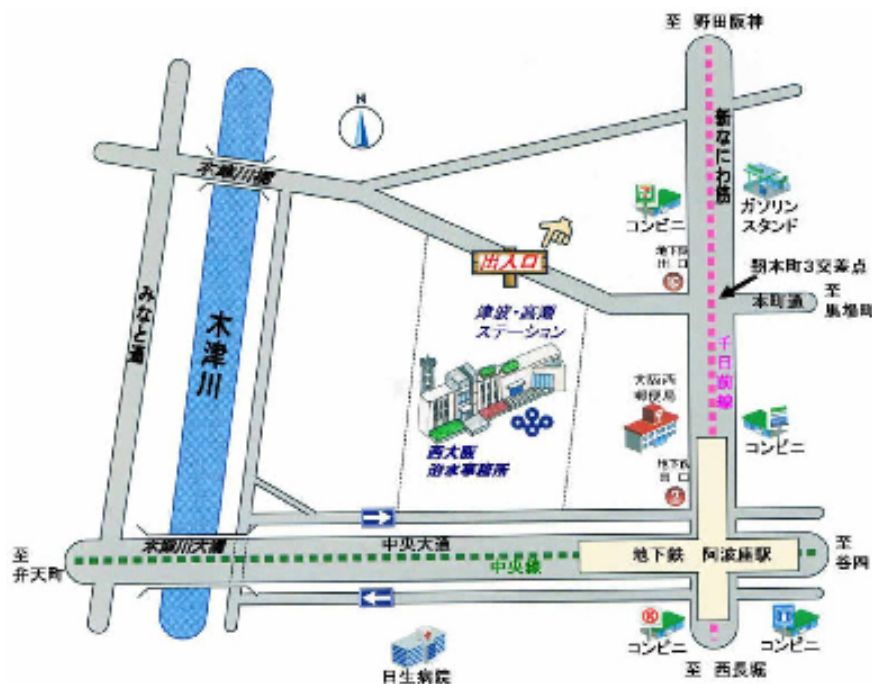 至 野田阪神
N
木津川橋
新なにわ筋
コンビニ
ガソリン
スタンド
出入口
地下鉄
出口
靭本町3交差点
本町通
至
馬場町
みなと通
木津川
津波・高潮
ステーション
千日前線
大阪西
郵便局
コンビニ
西大阪
治水事務所
地下鉄
出口
2
木津川大橋
中央大通
至
弁天町
中央線
地下鉄 阿波座駅
至
谷四
コンビニ
コンビニ
日生病院
至 西長堀